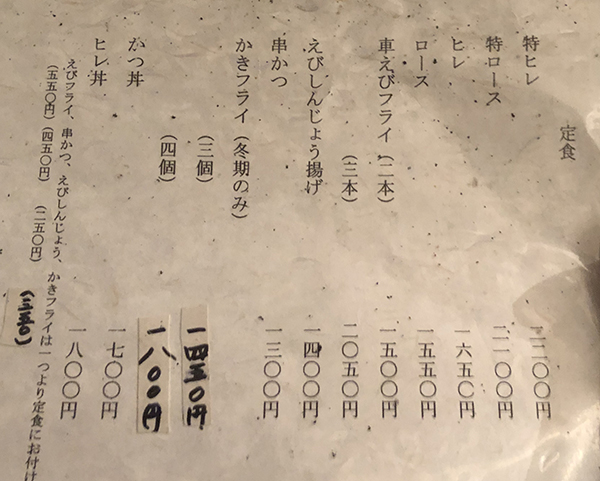 定食
特ヒレ 二二〇〇円
特ロース 二一〇〇円
ヒレ 一六五〇円
ロース 一五五〇円
車えびフライ（二本） 一五〇〇円
（三本） 二〇五〇円
えびしんじょう揚げ 一四〇〇円
串かつ 一三〇〇円
かきフライ（冬期のみ）
（三個） 一四五〇円
（四個） 一八〇〇円
かつ丼 一七〇〇円
ヒレ丼 一八〇〇円
えびフライ、串かつ、えびしんじょう、かきフライは一つより定食にお付け
（五五〇円）（四五〇円）（二五〇円）（三五〇）